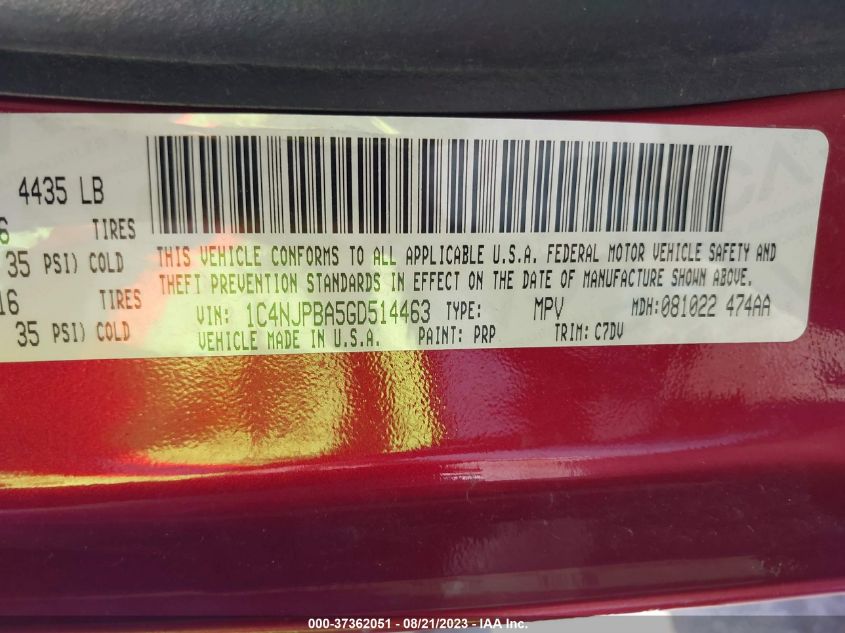 4435 LB
6 TIRES
35 PSI) COLD
16 TIRES
35 PSI) COLD
THIS VEHICLE CONFORMS TO ALL APPLICABLE U.S.A. FEDERAL MOTOR VEHICLE SAFETY AND
THEFT PREVENTION STANDARDS IN EFFECT ON THE DATE OF MANUFACTURE SHOWN ABOVE.
VIN: 1C4NJPBA5GD514463 TYPE: MPV MDH:081022 474AA
VEHICLE MADE IN U.S.A. PAINT: PRP TRIM: C7DV
000-37362051 - 08/21/2023 - IAA Inc.